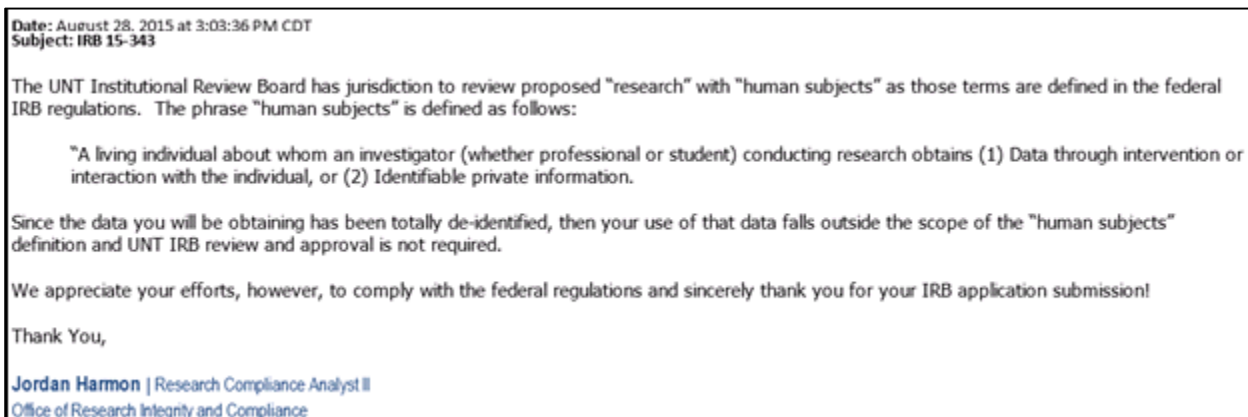 Date: August 28, 2015 at 3:03:36 PM CDT
Subject: IRB 15-343
The UNT Institutional Review Board has jurisdiction to review proposed “research” with “human subjects” as those terms are defined in the federal
IRB regulations.  The phrase “human subjects” is defined as follows:
“A living individual about whom an investigator (whether professional or student) conducting research obtains (1) Data through intervention or
interaction with the individual, or (2) Identifiable private information.
Since the data you will be obtaining has been totally de-identified, then your use of that data falls outside the scope of the “human subjects”
definition and UNT IRB review and approval is not required.
We appreciate your efforts, however, to comply with the federal regulations and sincerely thank you for your IRB application submission!
Thank You,
Jordan Harmon | Research Compliance Analyst II
Office of Research Integrity and Compliance